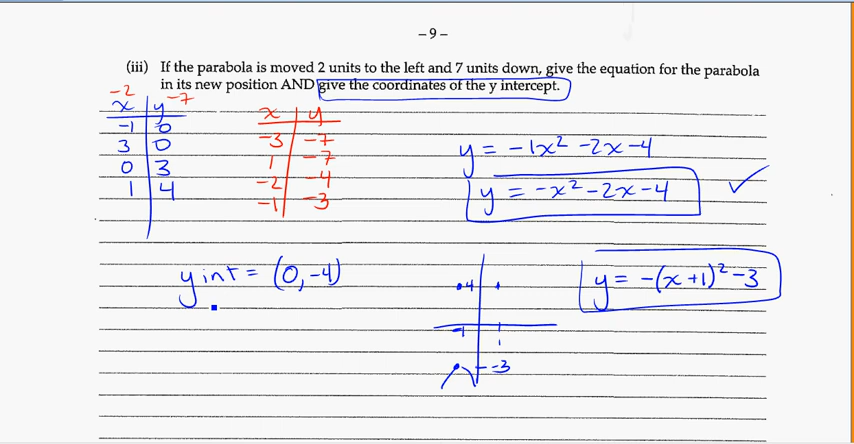 –9–
(iii) If the parabola is moved 2 units to the left and 7 units down, give the equation for the parabola
in its new position AND give the coordinates of the y intercept.
-2 -7
x y
-1 0
3 0
0 3
1 4
x y
-3 -7
1 -7
-2 -4
-1 -3
y = -1x² -2x -4
y = -x² -2x -4
y int = (0, -4)
y = -(x +1)² -3
4
-1
1
-3